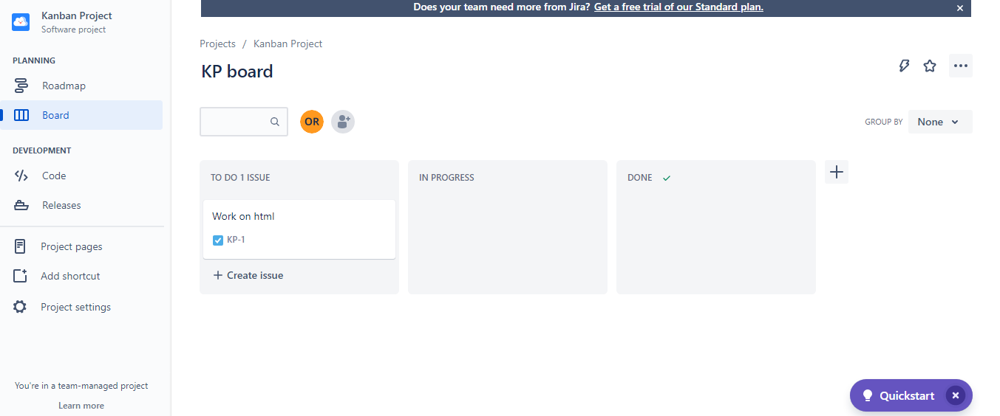 Kanban Project
Software project
PLANNING
Roadmap
Board
DEVELOPMENT
Code
Releases
Project pages
Add shortcut
Project settings
You're in a team-managed project
Learn more
Does your team need more from Jira? Get a free trial of our Standard plan.
Projects / Kanban Project
KP board
OR
GROUP BY None
TO DO 1 ISSUE
Work on html
KP-1
Create issue
IN PROGRESS
DONE
Quickstart